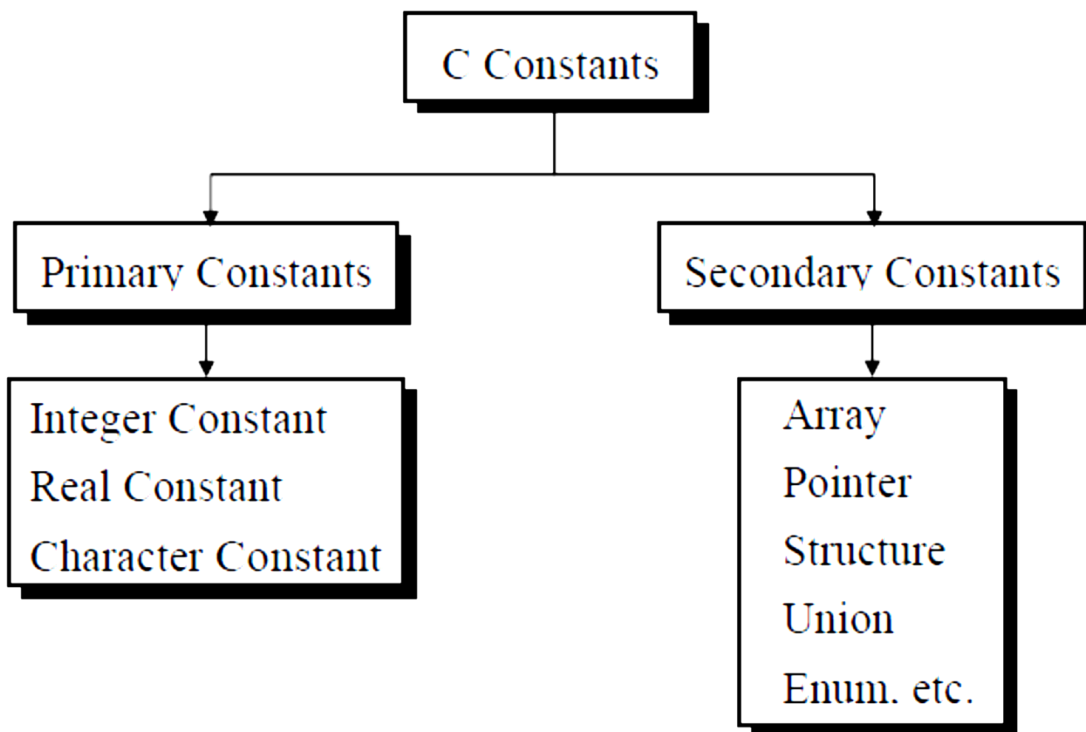 C Constants
Primary Constants
Secondary Constants
Integer Constant
Real Constant
Character Constant
Array
Pointer
Structure
Union
Enum. etc.